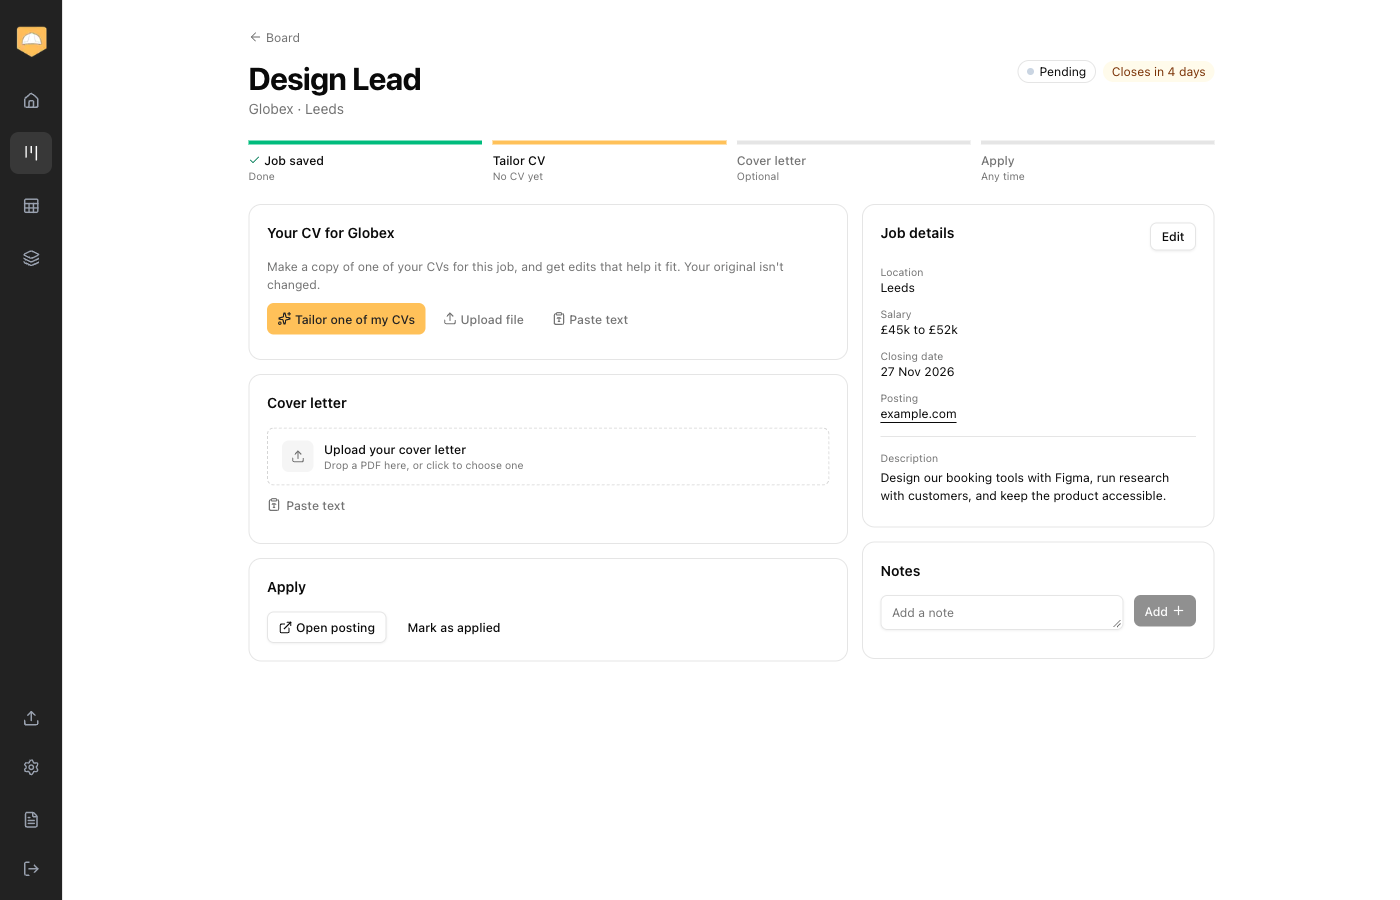 Board
Design Lead
Globex · Leeds
Pending
Closes in 4 days
Job saved
Done
Tailor CV
No CV yet
Cover letter
Optional
Apply
Any time
Your CV for Globex
Make a copy of one of your CVs for this job, and get edits that help it fit. Your original isn't
changed.
Tailor one of my CVs
Upload file
Paste text
Cover letter
Upload your cover letter
Drop a PDF here, or click to choose one
Paste text
Apply
Open posting
Mark as applied
Job details
Edit
Location
Leeds
Salary
£45k to £52k
Closing date
27 Nov 2026
Posting
example.com
Description
Design our booking tools with Figma, run research
with customers, and keep the product accessible.
Notes
Add a note
Add